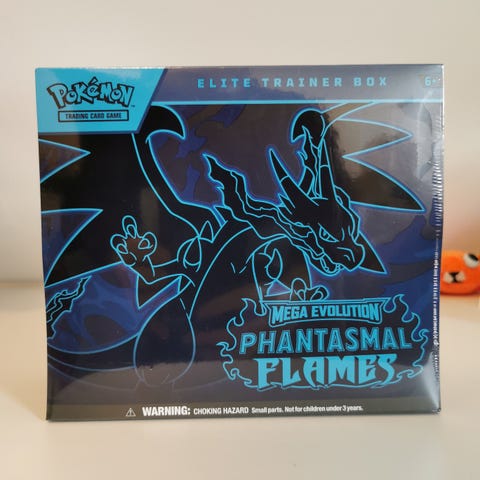 Pokémon
TRADING CARD GAME
ELITE TRAINER BOX
6+
MEGA EVOLUTION
PHANTASMAL
FLAMES
⚠ WARNING: CHOKING HAZARD Small parts. Not for children under 3 years.